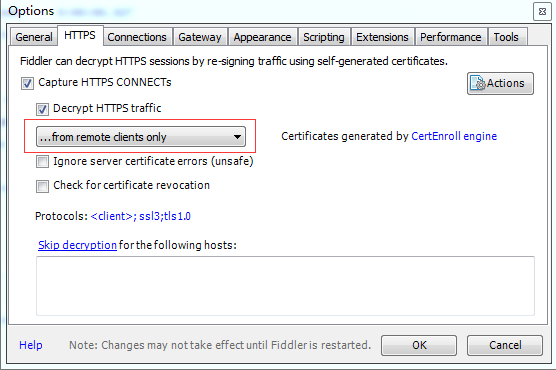 Options
General HTTPS Connections Gateway Appearance Scripting Extensions Performance Tools
Fiddler can decrypt HTTPS sessions by re-signing traffic using self-generated certificates.
Capture HTTPS CONNECTs
Actions
Decrypt HTTPS traffic
...from remote clients only
Certificates generated by CertEnroll engine
Ignore server certificate errors (unsafe)
Check for certificate revocation
Protocols: <client>; ssl3;tls1.0
Skip decryption for the following hosts:
Help
Note: Changes may not take effect until Fiddler is restarted.
OK
Cancel